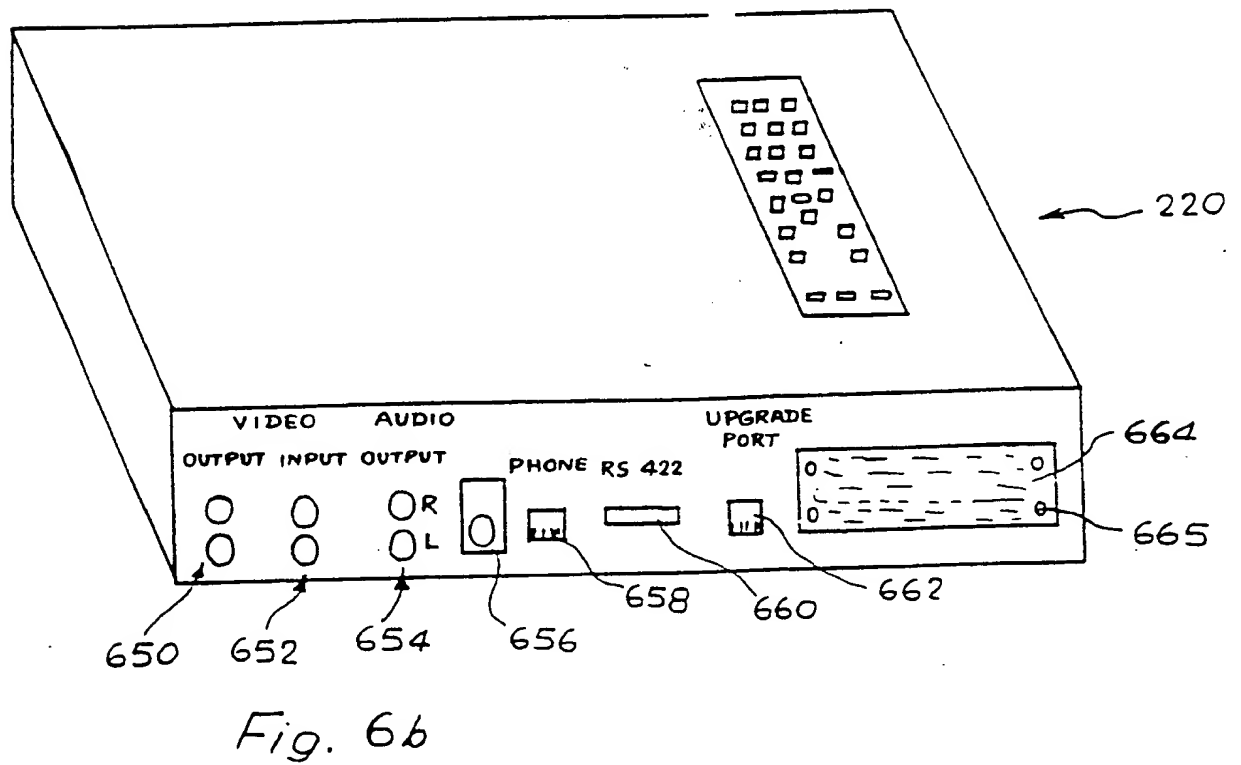 220
VIDEO AUDIO UPGRADE
PORT
OUTPUT INPUT OUTPUT PHONE RS 422
R
L
664
665
650 652 654 656 658 660 662
Fig. 6b